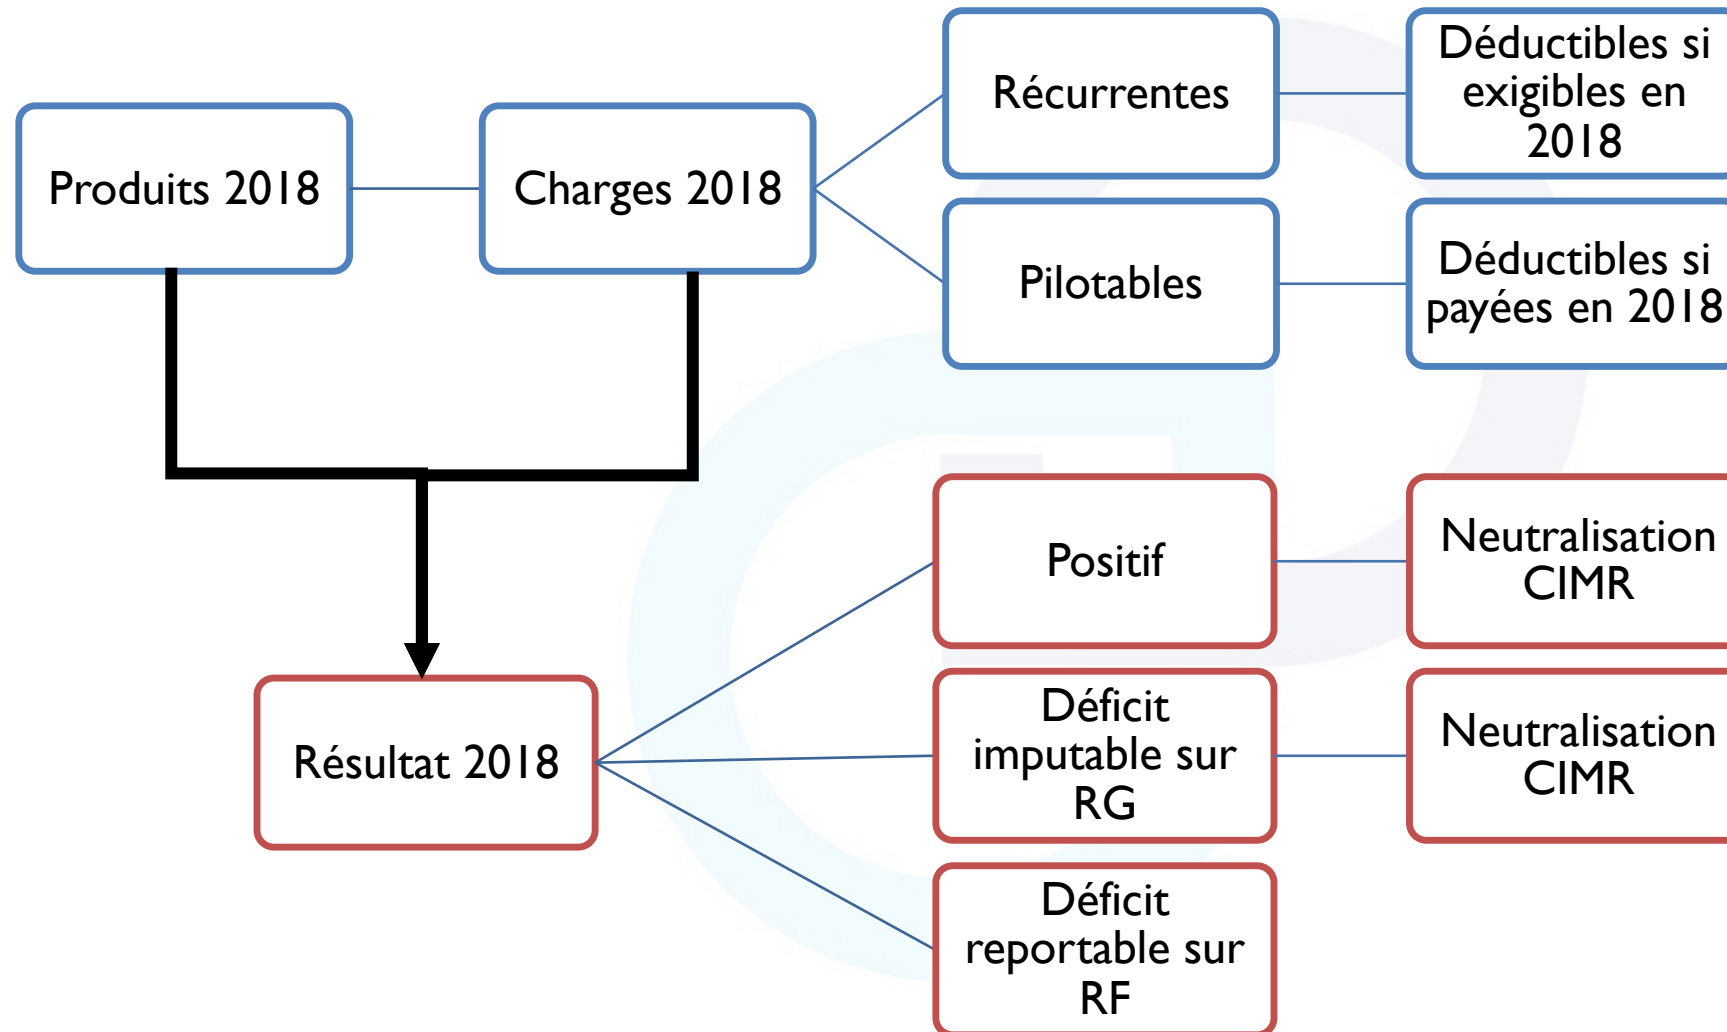 Produits 2018
Charges 2018
Récurrentes
Déductibles si
exigibles en
2018
Pilotables
Déductibles si
payées en 2018
Résultat 2018
Positif
Neutralisation
CIMR
Déficit
imputable sur
RG
Neutralisation
CIMR
Déficit
reportable sur
RF